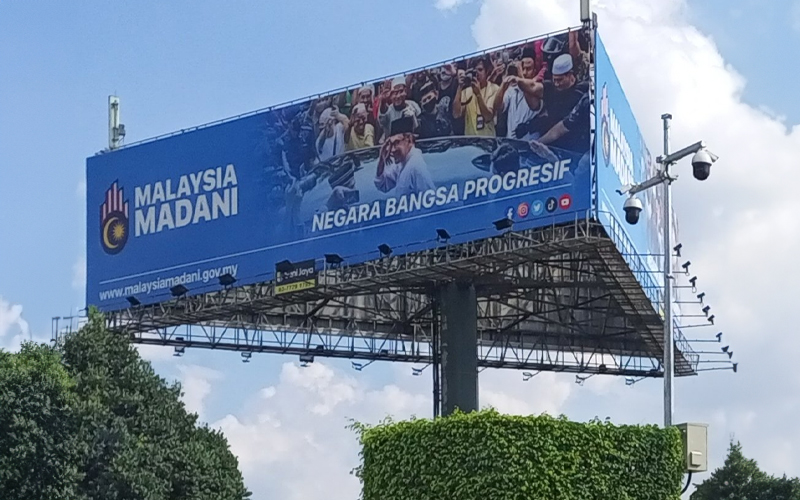 MALAYSIA
MADANI
NEGARA BANGSA PROGRESIF
www.malaysiamadani.gov.my